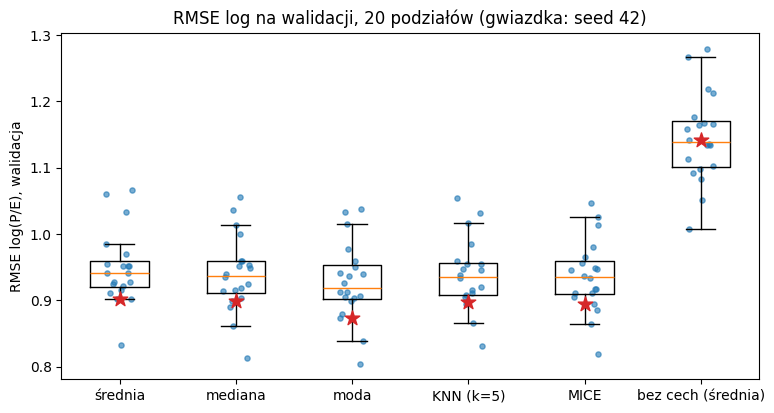 RMSE log na walidacji, 20 podziałów (gwiazdka: seed 42)
RMSE log(P/E), walidacja
1.3
1.2
1.1
1.0
0.9
0.8
średnia
mediana
moda
KNN (k=5)
MICE
bez cech (średnia)